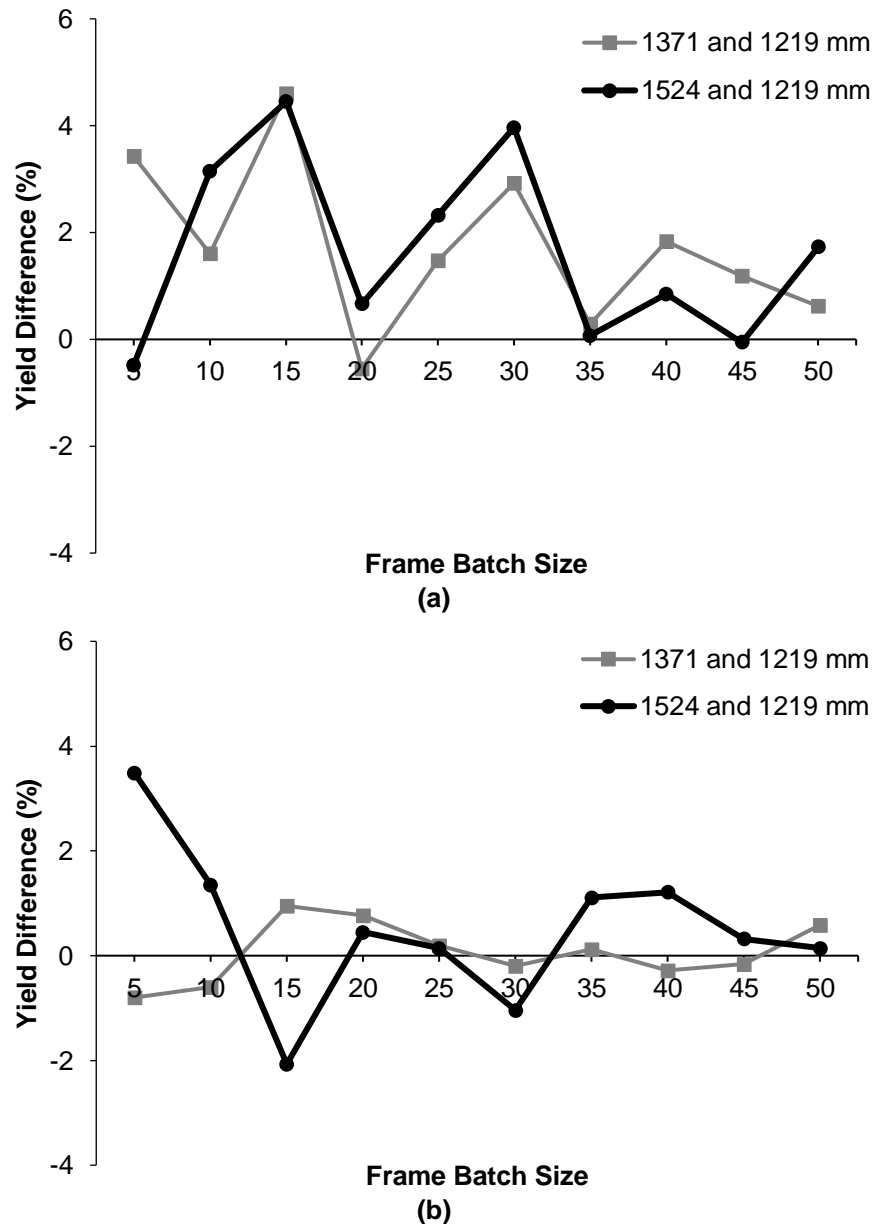 6
4
2
0
-2
-4
Yield Difference (%)
1371 and 1219 mm
1524 and 1219 mm
5 10 15 20 25 30 35 40 45 50
Frame Batch Size
(a)
6
4
2
0
-2
-4
Yield Difference (%)
1371 and 1219 mm
1524 and 1219 mm
5 10 15 20 25 30 35 40 45 50
Frame Batch Size
(b)